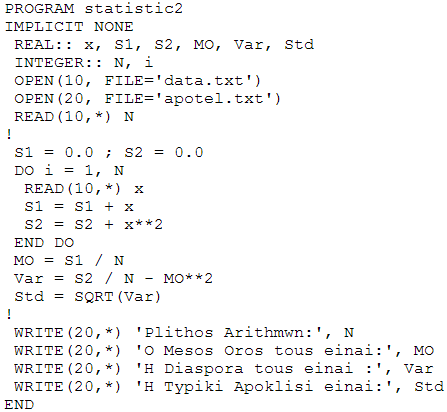 PROGRAM statistic2
IMPLICIT NONE
REAL:: x, S1, S2, MO, Var, Std
INTEGER:: N, i
OPEN(10, FILE='data.txt')
OPEN(20, FILE='apotel.txt')
READ(10,*) N
!
S1 = 0.0 ; S2 = 0.0
DO i = 1, N
READ(10,*) x
S1 = S1 + x
S2 = S2 + x**2
END DO
MO = S1 / N
Var = S2 / N - MO**2
Std = SQRT(Var)
!
WRITE(20,*) 'Plithos Arithmwn:', N
WRITE(20,*) 'O Mesos Oros tous einai:', MO
WRITE(20,*) 'H Diaspora tous einai :', Var
WRITE(20,*) 'H Typiki Apoklisi einai:', Std
END